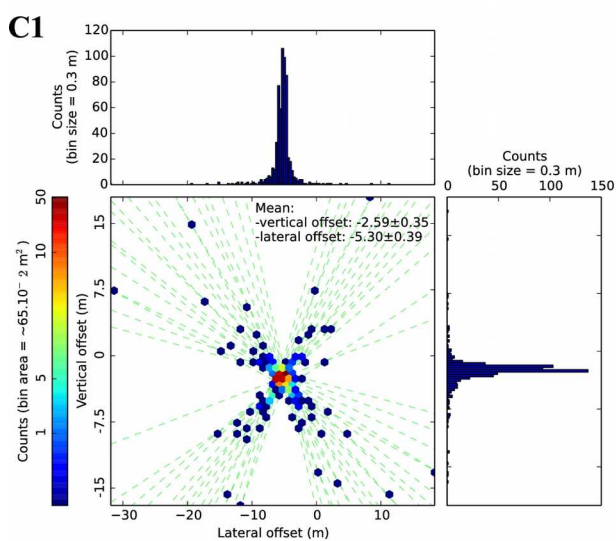 C1
120
100
80
60
40
20
0
Counts
(bin size = 0.3 m)
Counts
(bin size = 0.3 m)
0 50 100 150
50
10
5
1
Counts (bin area = ~65.10⁻ 2 m²)
15
7.5
0
-7.5
-15
Vertical offset (m)
Mean:
-vertical offset: -2.59±0.35
-lateral offset: -5.30±0.39
−30 −20 −10 0 10
Lateral offset (m)